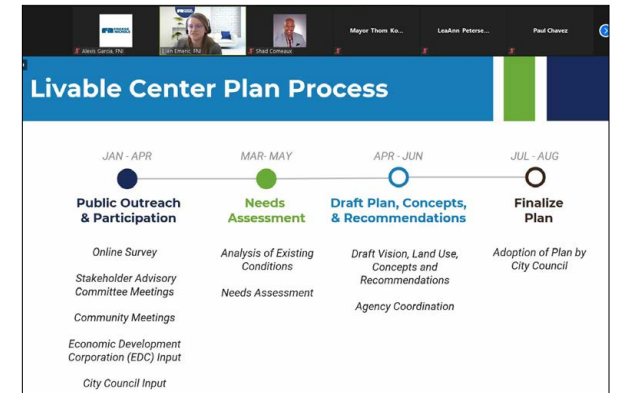 Alexis Garcia, FNI
Shad Comeaux
Mayor Thom Ko...
LeaAnn Peterse...
Paul Chavez
Livable Center Plan Process
JAN - APR
Public Outreach
& Participation
Online Survey
Stakeholder Advisory
Committee Meetings
Community Meetings
Economic Development
Corporation (EDC) Input
City Council Input
MAR- MAY
Needs
Assessment
Analysis of Existing
Conditions
Needs Assessment
APR - JUN
Draft Plan, Concepts,
& Recommendations
Draft Vision, Land Use,
Concepts and
Recommendations
Agency Coordination
JUL - AUG
Finalize
Plan
Adoption of Plan by
City Council